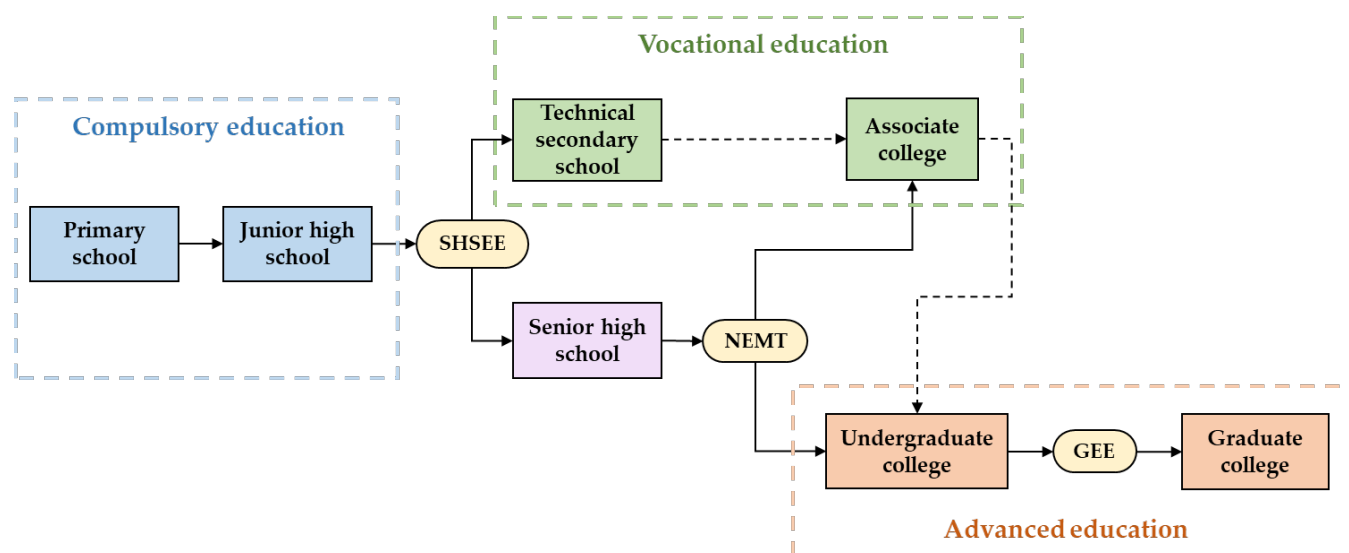 Vocational education
Compulsory education
Technical
secondary
school
Associate
college
Primary
school
Junior high
school
SHSEE
Senior high
school
NEMT
Undergraduate
college
GEE
Graduate
college
Advanced education